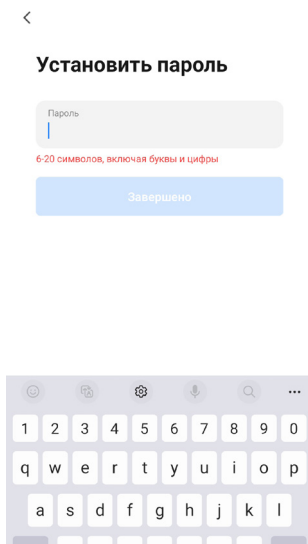 Установить пароль
Пароль
6-20 символов, включая буквы и цифры
Завершено
1 2 3 4 5 6 7 8 9 0
q w e r t y u i o p
a s d f g h j k l